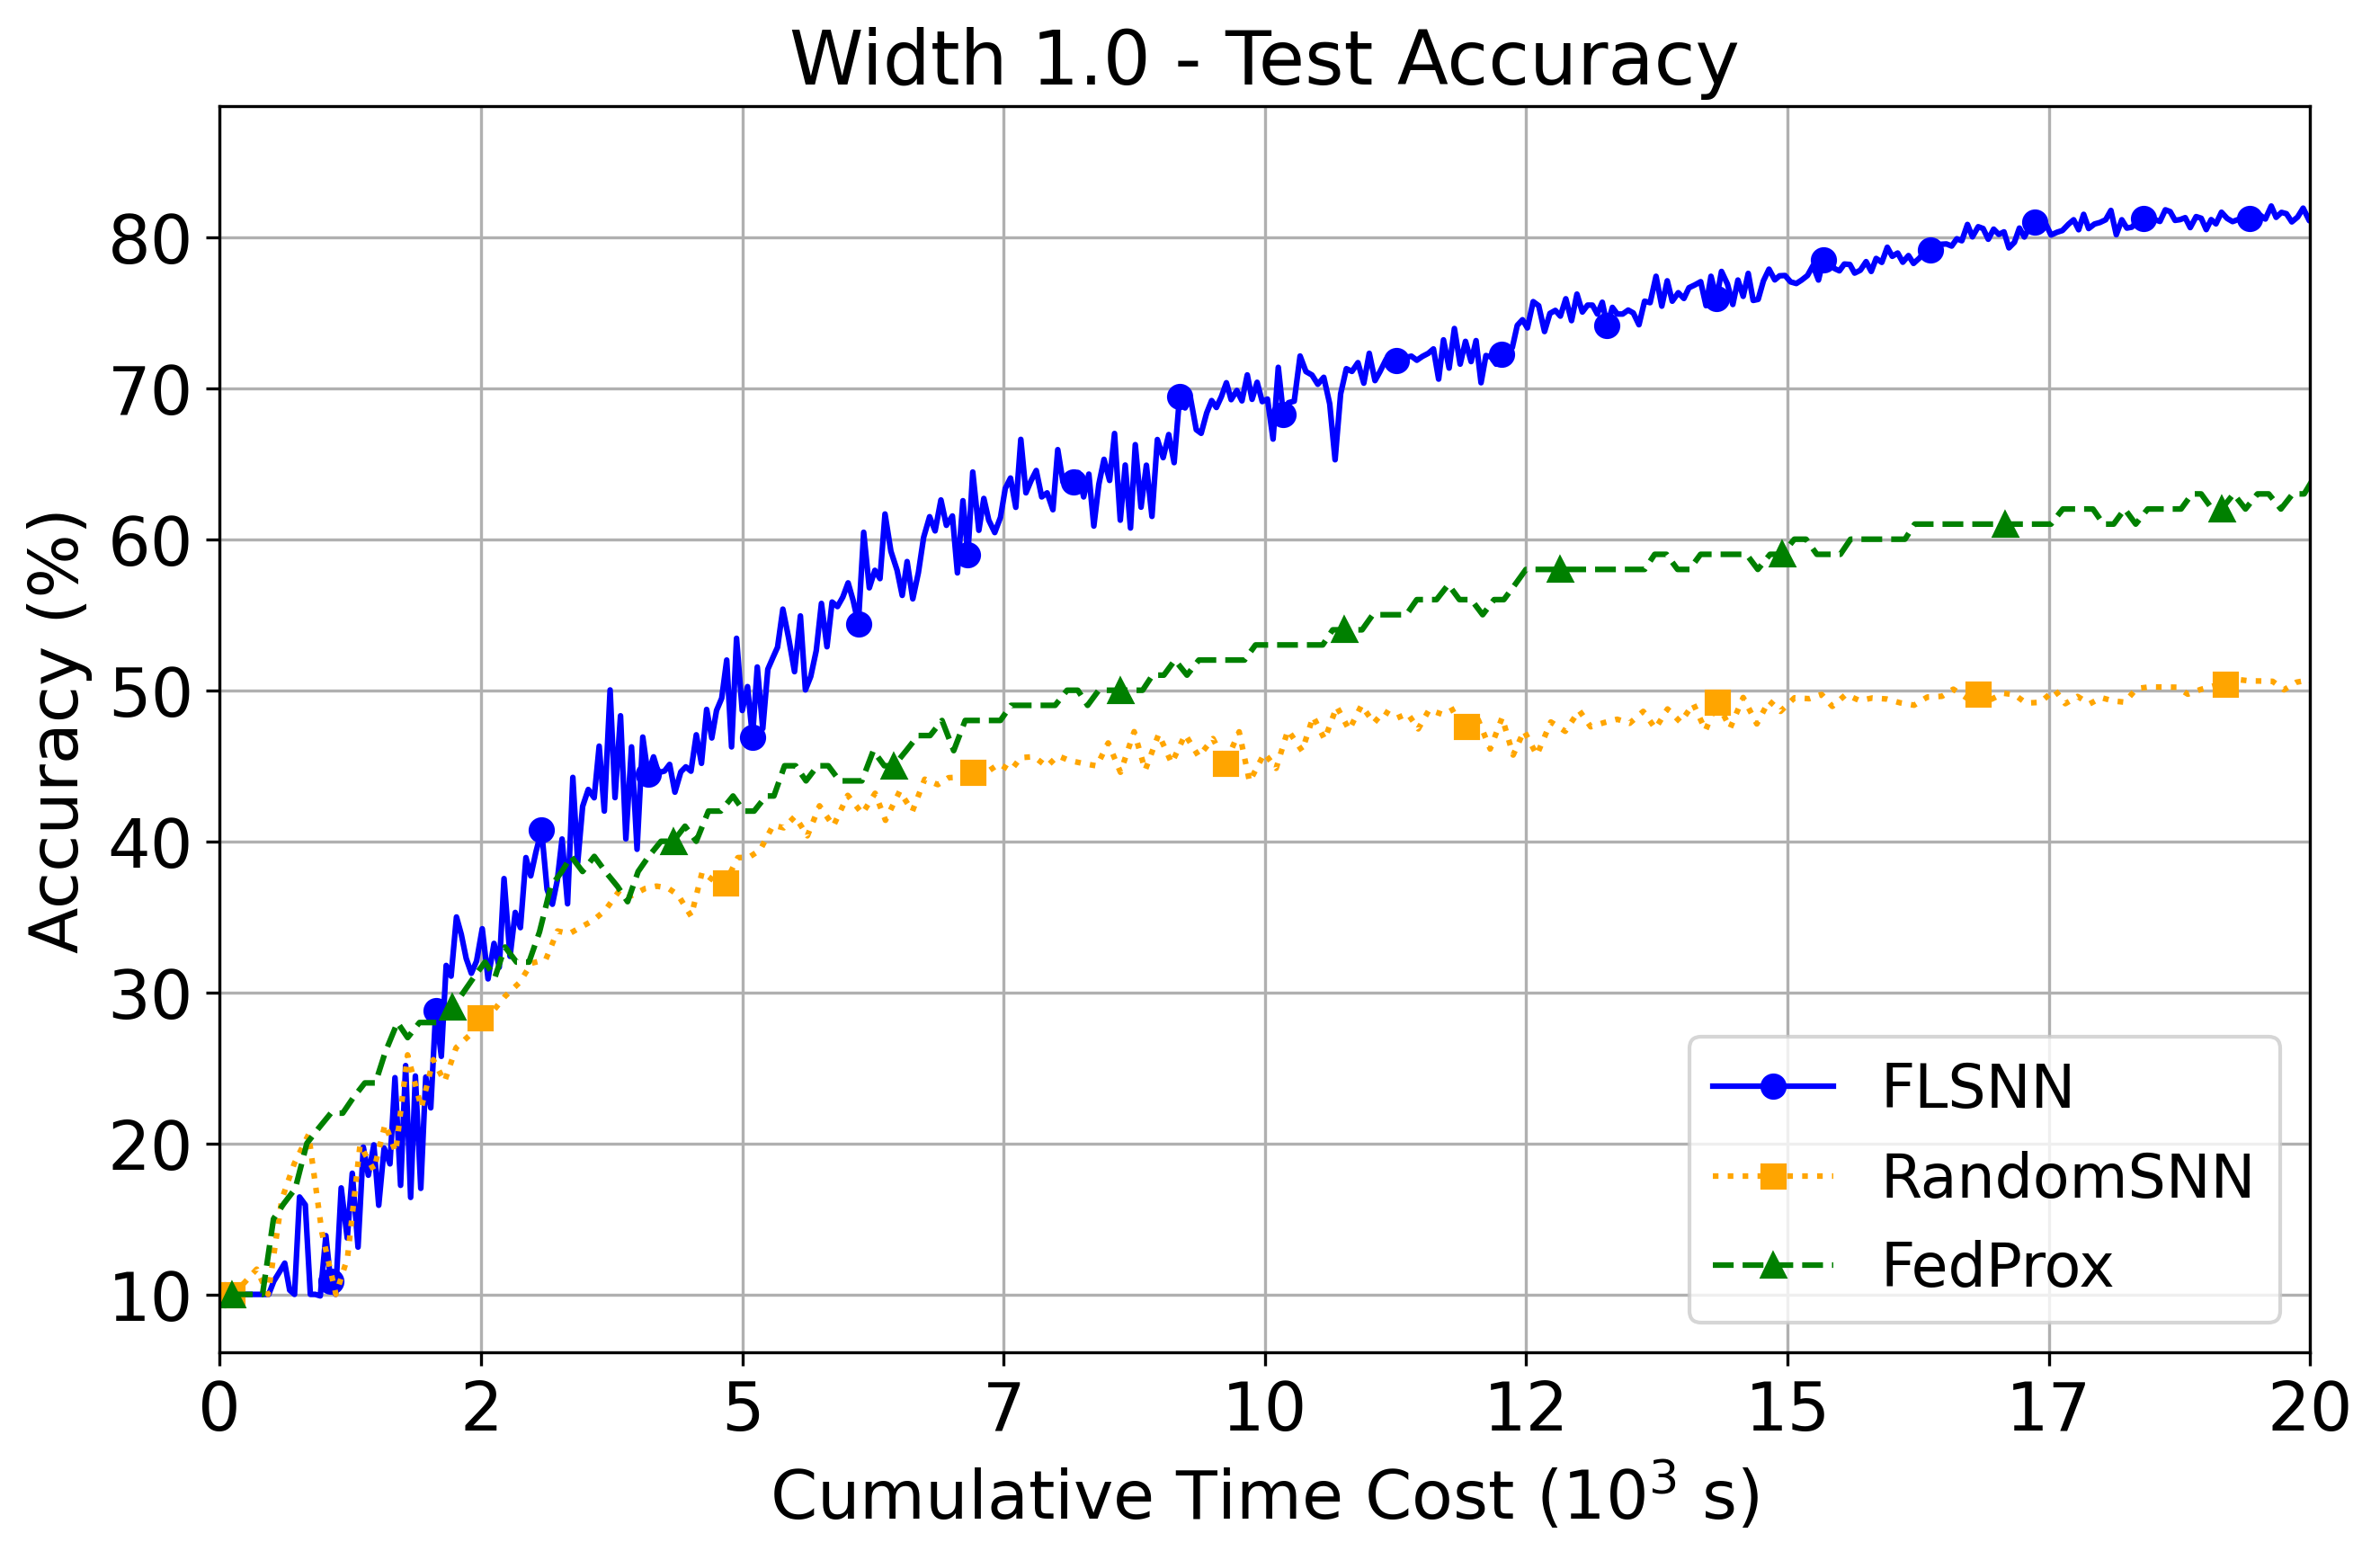 Width 1.0 - Test Accuracy
Accuracy (%)
80
70
60
50
40
30
20
10
0 2 5 7 10 12 15 17 20
Cumulative Time Cost (10³ s)
FLSNN
RandomSNN
FedProx